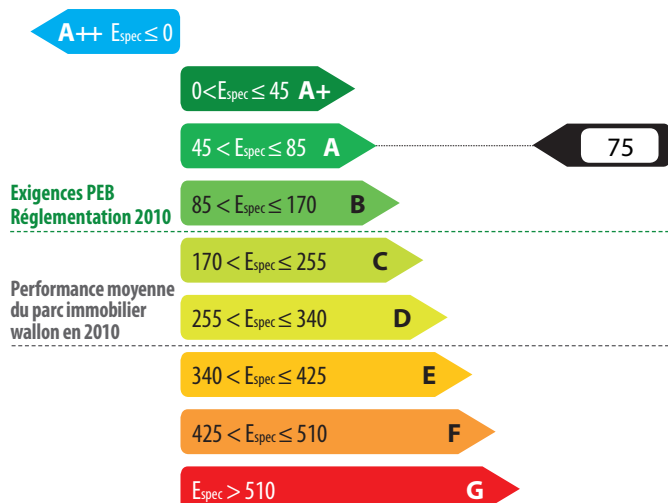 A++ Espec ≤ 0
0<Espec ≤ 45 A+
45 < Espec ≤ 85 A
75
Exigences PEB
Réglementation 2010
85 < Espec ≤ 170 B
170 < Espec ≤ 255 C
Performance moyenne
du parc immobilier
wallon en 2010
255 < Espec ≤ 340 D
340 < Espec ≤ 425 E
425 < Espec ≤ 510 F
Espec > 510 G